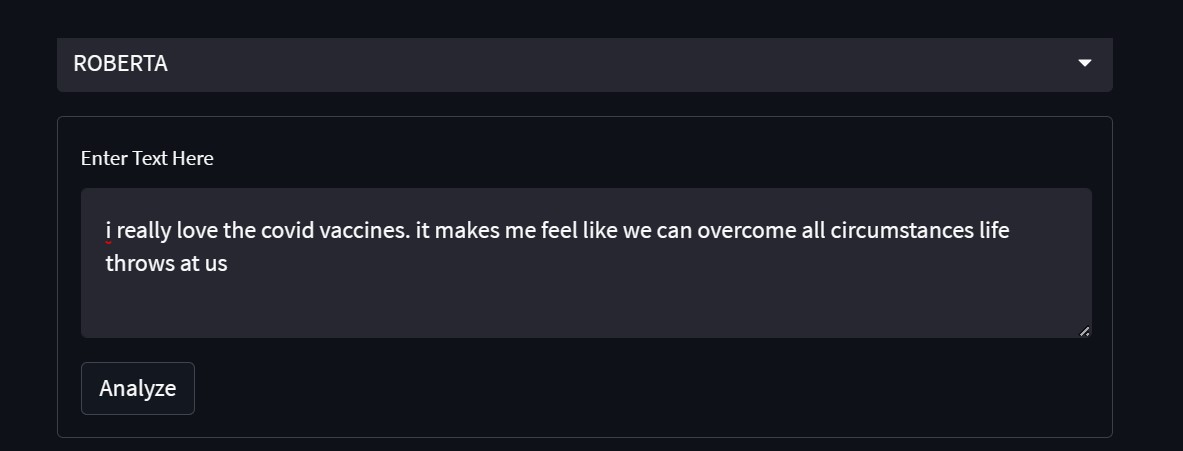 ROBERTA
Enter Text Here
i really love the covid vaccines. it makes me feel like we can overcome all circumstances life
throws at us
Analyze